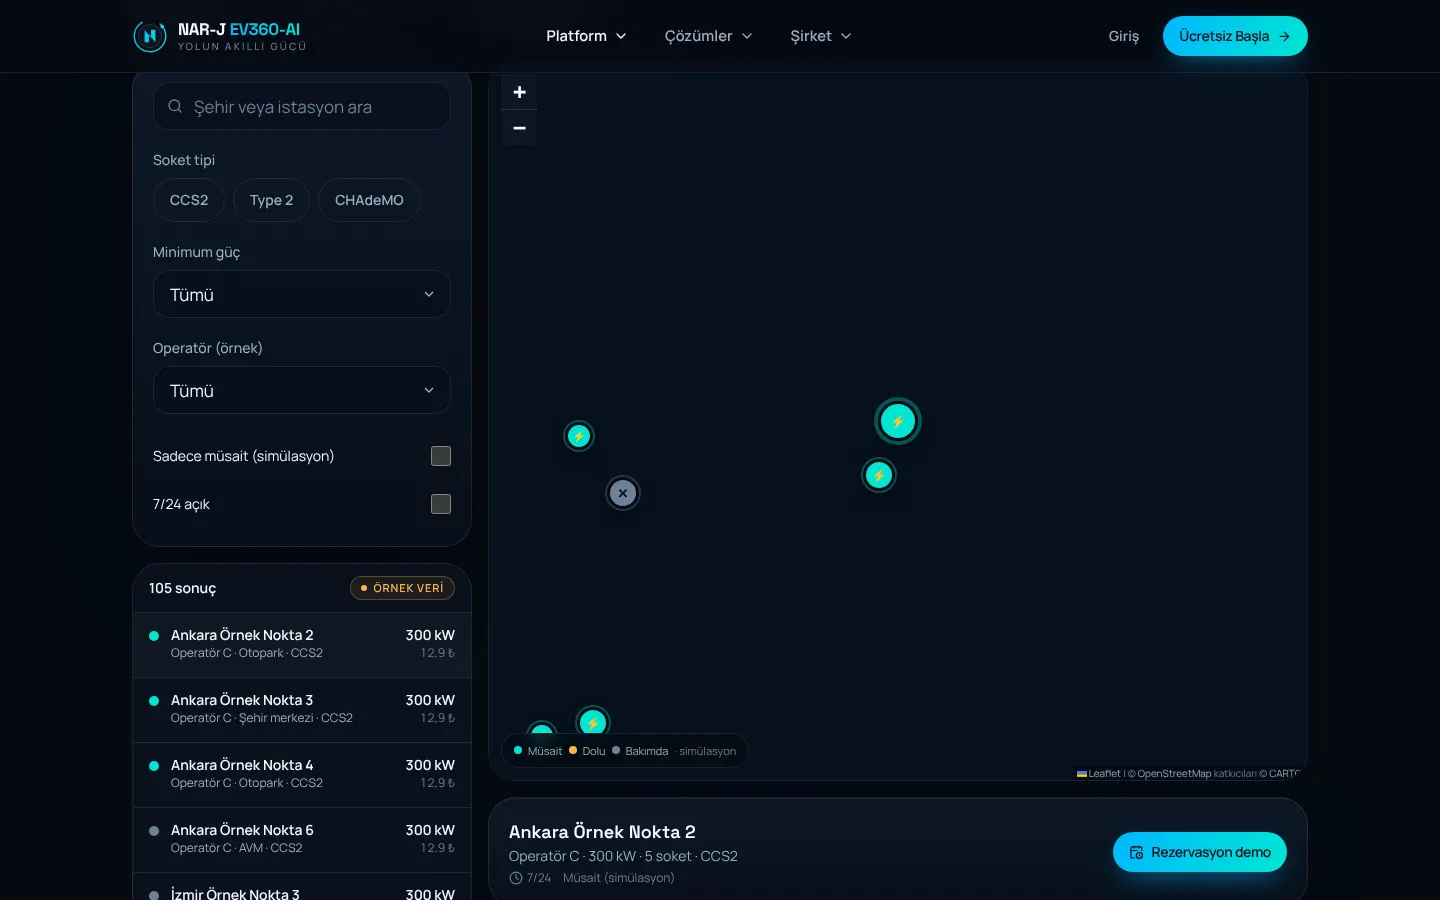 NAR-J EV360-AI
YOLUN AKILLI GÜCÜ
Platform
Çözümler
Şirket
Giriş
Ücretsiz Başla
Şehir veya istasyon ara
Soket tipi
CCS2
Type 2
CHAdeMO
Minimum güç
Tümü
Operatör (örnek)
Tümü
Sadece müsait (simülasyon)
7/24 açık
105 sonuç
ÖRNEK VERİ
Ankara Örnek Nokta 2
300 kW
Operatör C · Otopark · CCS2
12,9 ₺
Ankara Örnek Nokta 3
300 kW
Operatör C · Şehir merkezi · CCS2
12,9 ₺
Ankara Örnek Nokta 4
300 kW
Operatör C · Otopark · CCS2
12,9 ₺
Ankara Örnek Nokta 6
300 kW
Operatör C · AVM · CCS2
12,9 ₺
İzmir Örnek Nokta 3
300 kW
+
−
Müsait Dolu Bakımda · simülasyon
Leaflet | © OpenStreetMap katkıcıları © CARTO
Ankara Örnek Nokta 2
Operatör C · 300 kW · 5 soket · CCS2
7/24 Müsait (simülasyon)
Rezervasyon demo